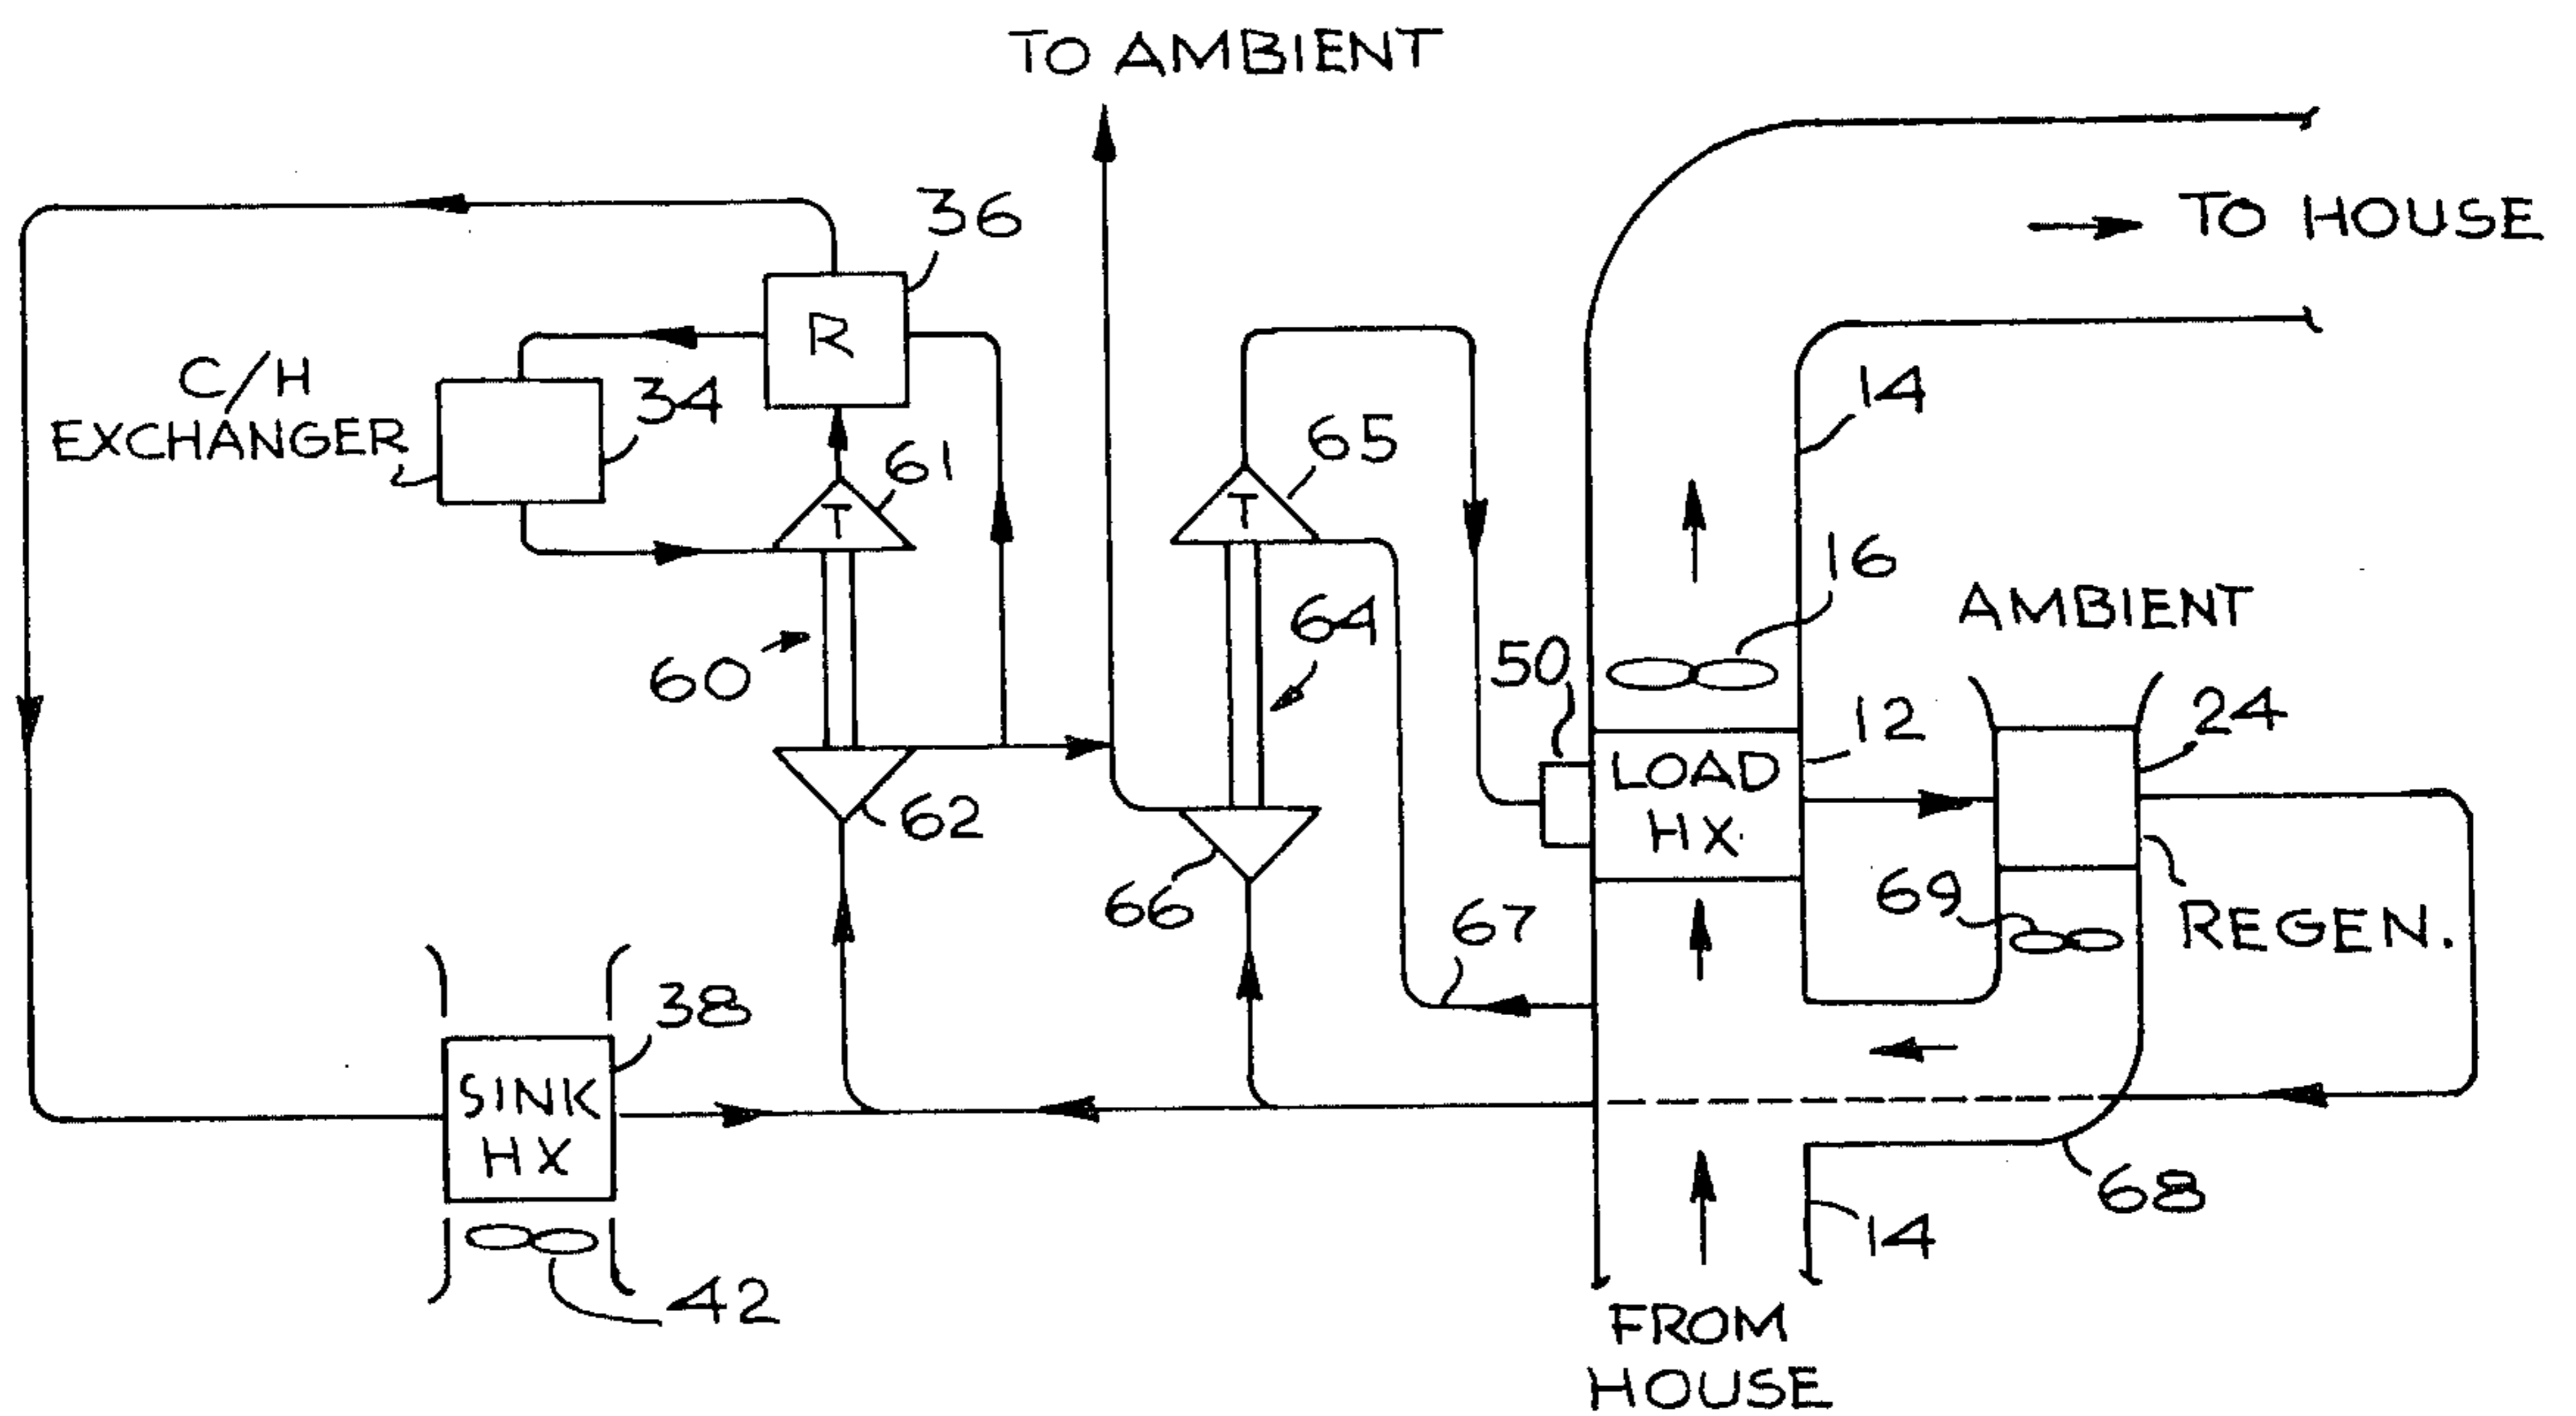 TO AMBIENT
36
TO HOUSE
R
C/H
EXCHANGER
34
14
61
65
T
T
16
AMBIENT
64
60
50
24
12
LOAD
HX
62
66
69
67
REGEN.
38
SINK
HX
68
14
42
FROM
HOUSE